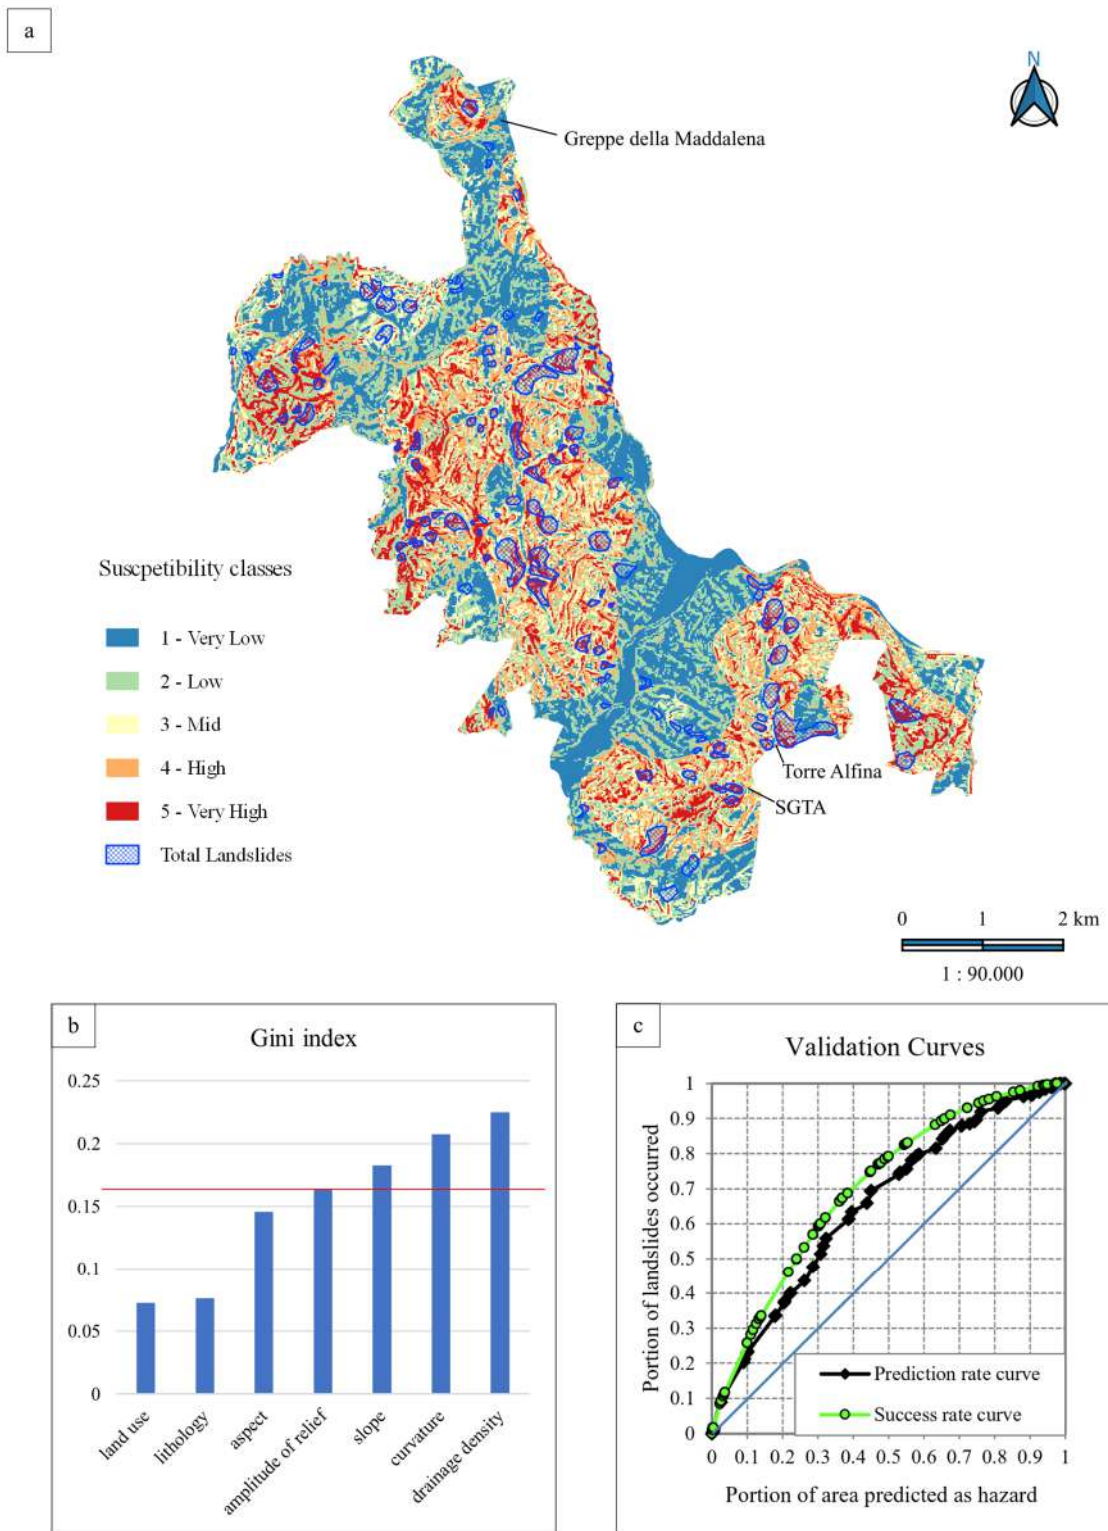 a
N
Greppe della Maddalena
Suscpetibility classes
1 - Very Low
2 - Low
3 - Mid
4 - High
5 - Very High
Total Landslides
Torre Alfina
SGTA
0 1 2 km
1 : 90.000
b
Gini index
0.25
0.2
0.15
0.1
0.05
0
land use
lithology
aspect
amplitude of relief
slope
curvature
drainage density
c
Validation Curves
Portion of landslides occurred
1
0.9
0.8
0.7
0.6
0.5
0.4
0.3
0.2
0.1
0
Prediction rate curve
Success rate curve
0 0.1 0.2 0.3 0.4 0.5 0.6 0.7 0.8 0.9 1
Portion of area predicted as hazard